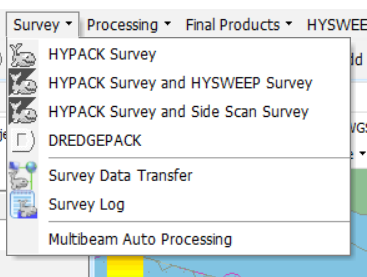 Survey Processing Final Products HYSWEE
HYPACK Survey
HYPACK Survey and HYSWEEP Survey
HYPACK Survey and Side Scan Survey
DREDGEPACK
Survey Data Transfer
Survey Log
Multibeam Auto Processing